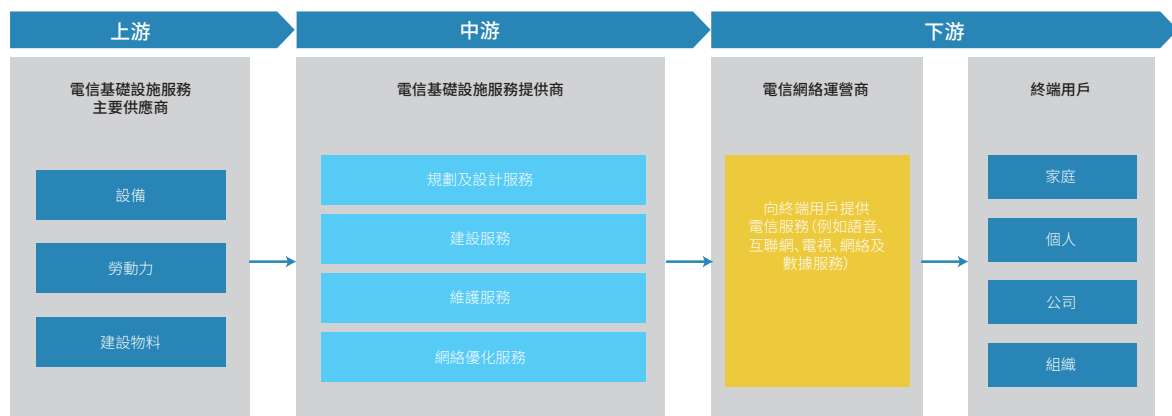 上游
中游
下游
電信基礎設施服務
主要供應商
設備
勞動力
建設物料
電信基礎設施服務提供商
規劃及設計服務
建設服務
維護服務
網絡優化服務
電信網絡運營商
向終端用戶提供
電信服務(例如語音、
互聯網、電視、網絡及
數據服務)
終端用戶
家庭
個人
公司
組織